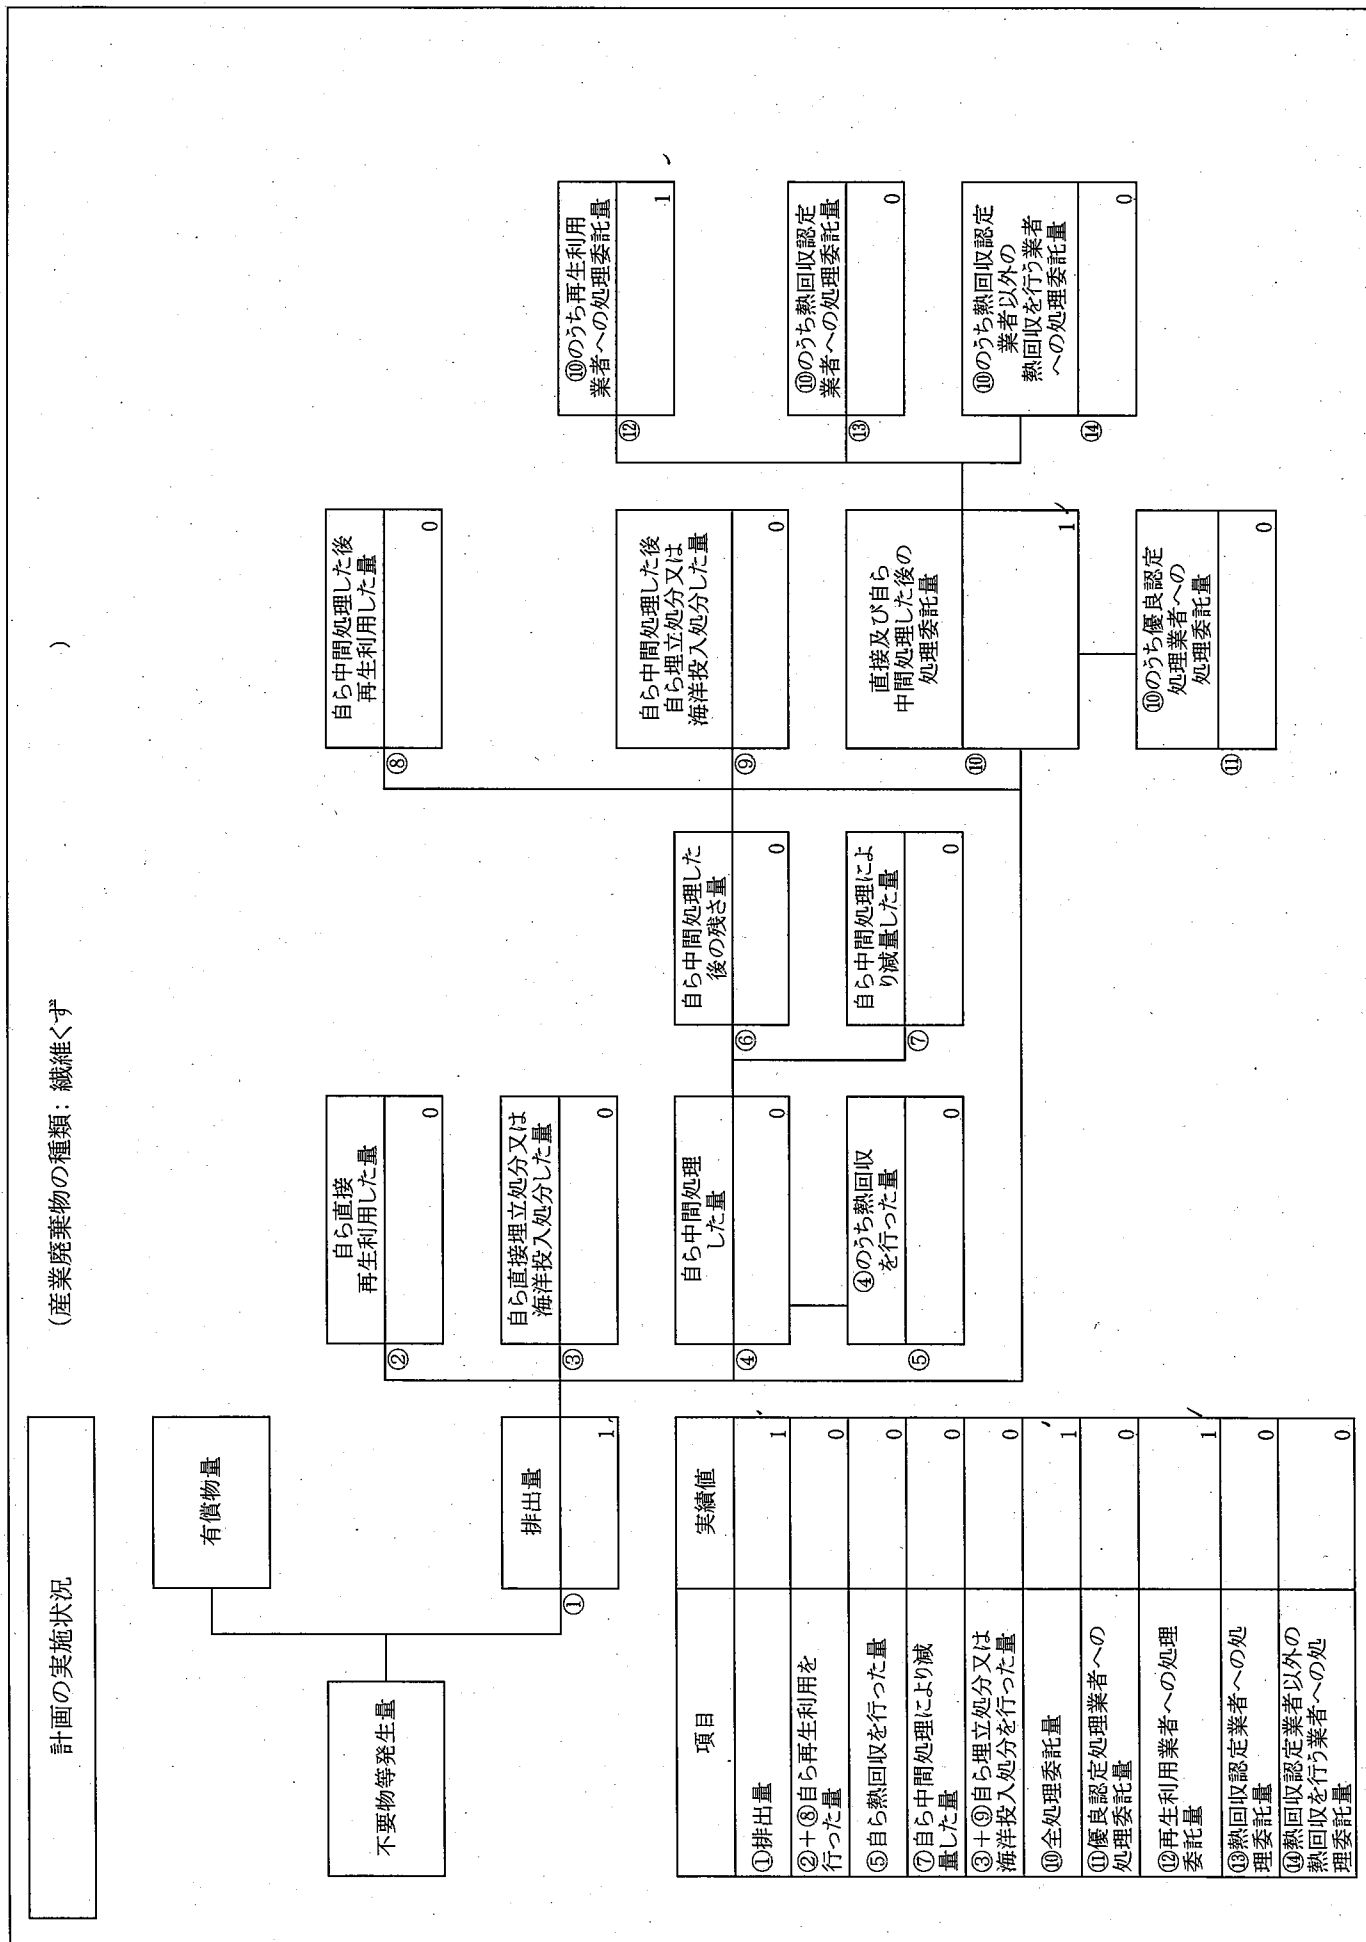 計画の実施状況
(産業廃棄物の種類: 繊維くず )
不要物等発生量
有償物量
①
排出量
1
②
自ら直接
再生利用した量
0
③
自ら直接埋立処分又は
海洋投入処分した量
0
④
自ら中間処理
した量
0
⑤
④のうち熱回収
を行った量
0
⑥
自ら中間処理した
後の残さ量
0
⑦
自ら中間処理によ
り減量した量
0
⑧
自ら中間処理した後
再生利用した量
0
⑨
自ら中間処理した後
自ら埋立処分又は
海洋投入処分した量
0
⑩
直接及び自ら
中間処理した後の
処理委託量
1
⑪
⑩のうち優良認定
処理業者への
処理委託量
0
⑫
⑩のうち再生利用
業者への処理委託量
1
⑬
⑩のうち熱回収認定
業者への処理委託量
0
⑭
⑩のうち熱回収認定
業者以外の
熱回収を行う業者
への処理委託量
0
項目 実績値
①排出量 1
②+⑧自ら再生利用を
行った量 0
⑤自ら熱回収を行った量 0
⑦自ら中間処理により減
量した量 0
③+⑨自ら埋立処分又は
海洋投入処分を行った量 0
⑩全処理委託量 1
⑪優良認定処理業者への
処理委託量 0
⑫再生利用業者への処理
委託量 1
⑬熱回収認定業者への処
理委託量 0
⑭熱回収認定業者以外の
熱回収を行う業者への処
理委託量 0